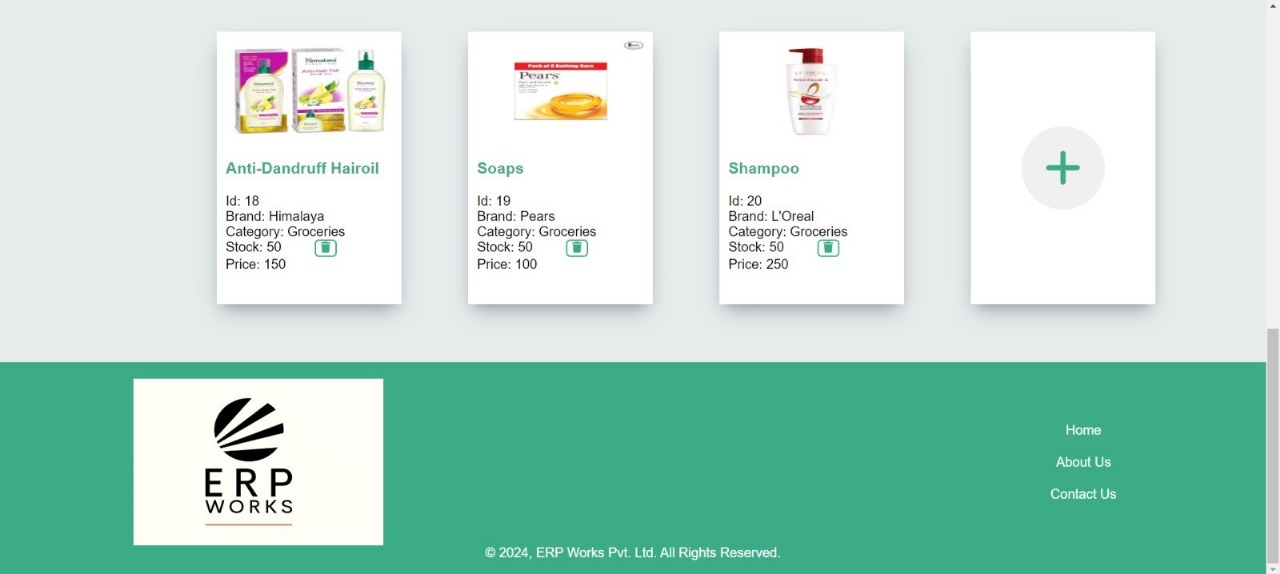 Himalaya
Pack of 8 Bathing Bars
Pears
Anti-Dandruff Hairoil
Id: 18
Brand: Himalaya
Category: Groceries
Stock: 50
Price: 150
Soaps
Id: 19
Brand: Pears
Category: Groceries
Stock: 50
Price: 100
Shampoo
Id: 20
Brand: L'Oreal
Category: Groceries
Stock: 50
Price: 250
ERP
WORKS
Home
About Us
Contact Us
© 2024, ERP Works Pvt. Ltd. All Rights Reserved.